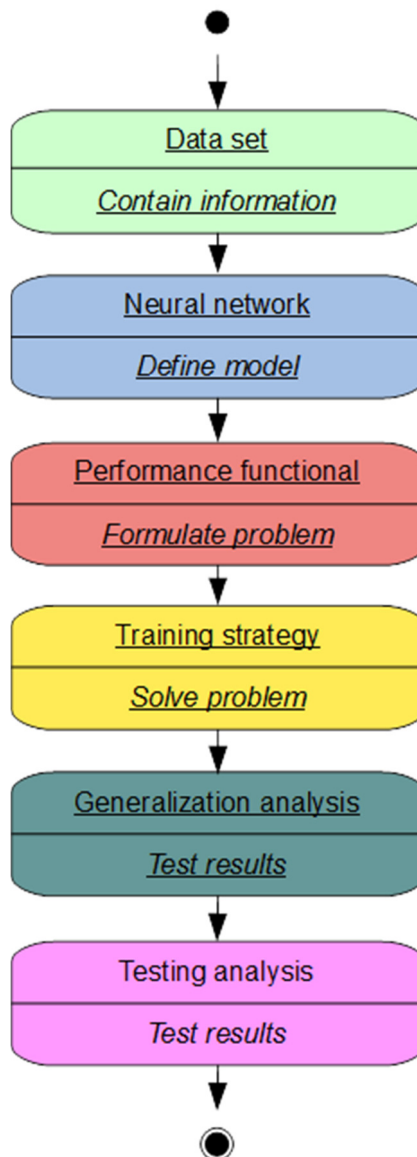 Data set
Contain information
Neural network
Define model
Performance functional
Formulate problem
Training strategy
Solve problem
Generalization analysis
Test results
Testing analysis
Test results